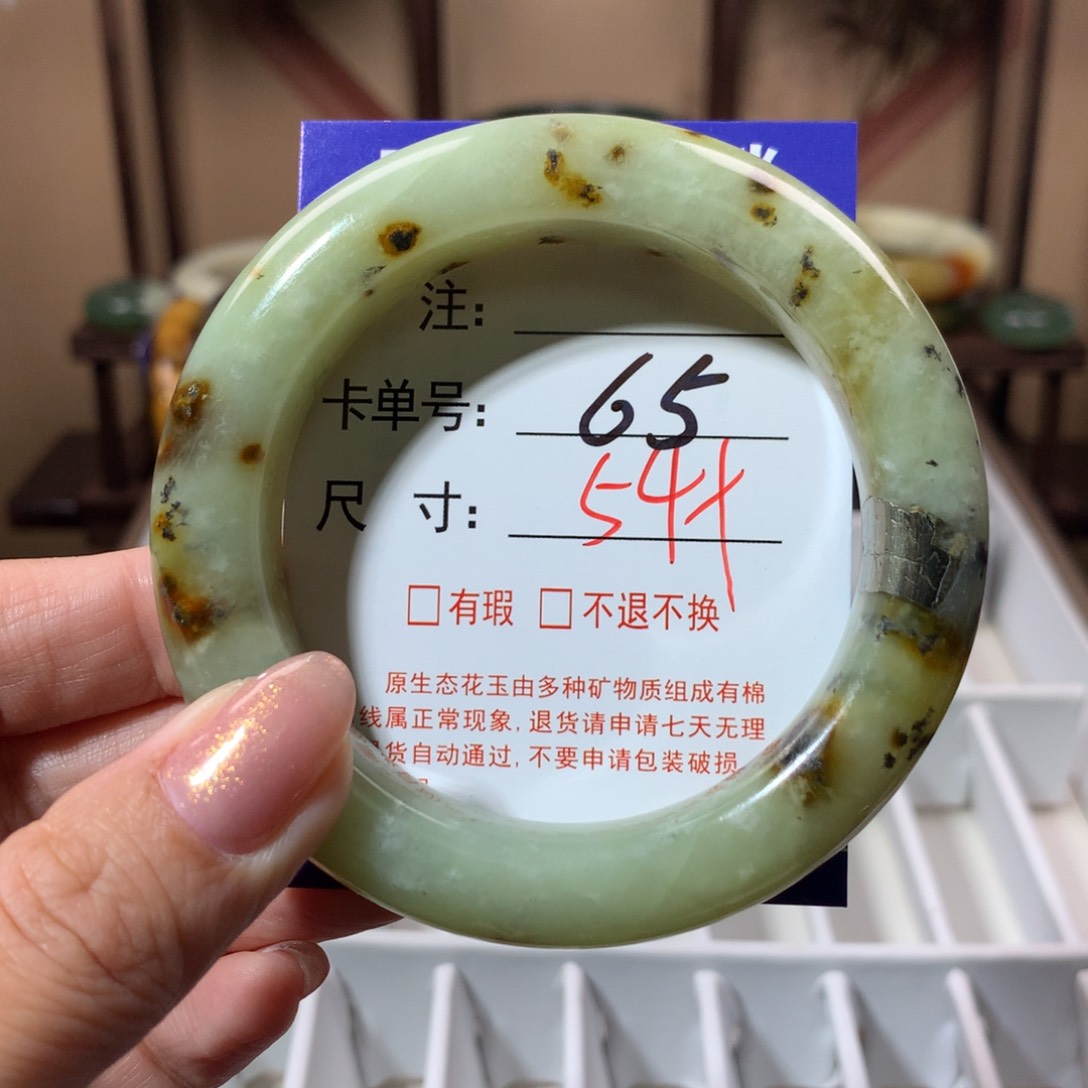 注:
卡单号: 65
尺 寸: 54
□有瑕 □不退不换
原生态花玉由多种矿物质组成有棉
线属正常现象, 退货请申请七天无理
货自动通过, 不要申请包装破损